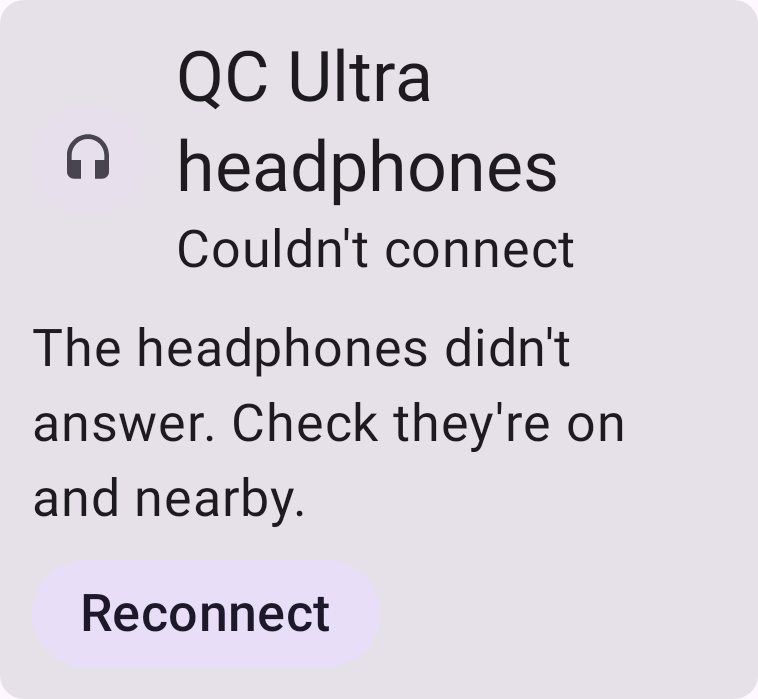 QC Ultra
headphones
Couldn't connect
The headphones didn't
answer. Check they're on
and nearby.
Reconnect